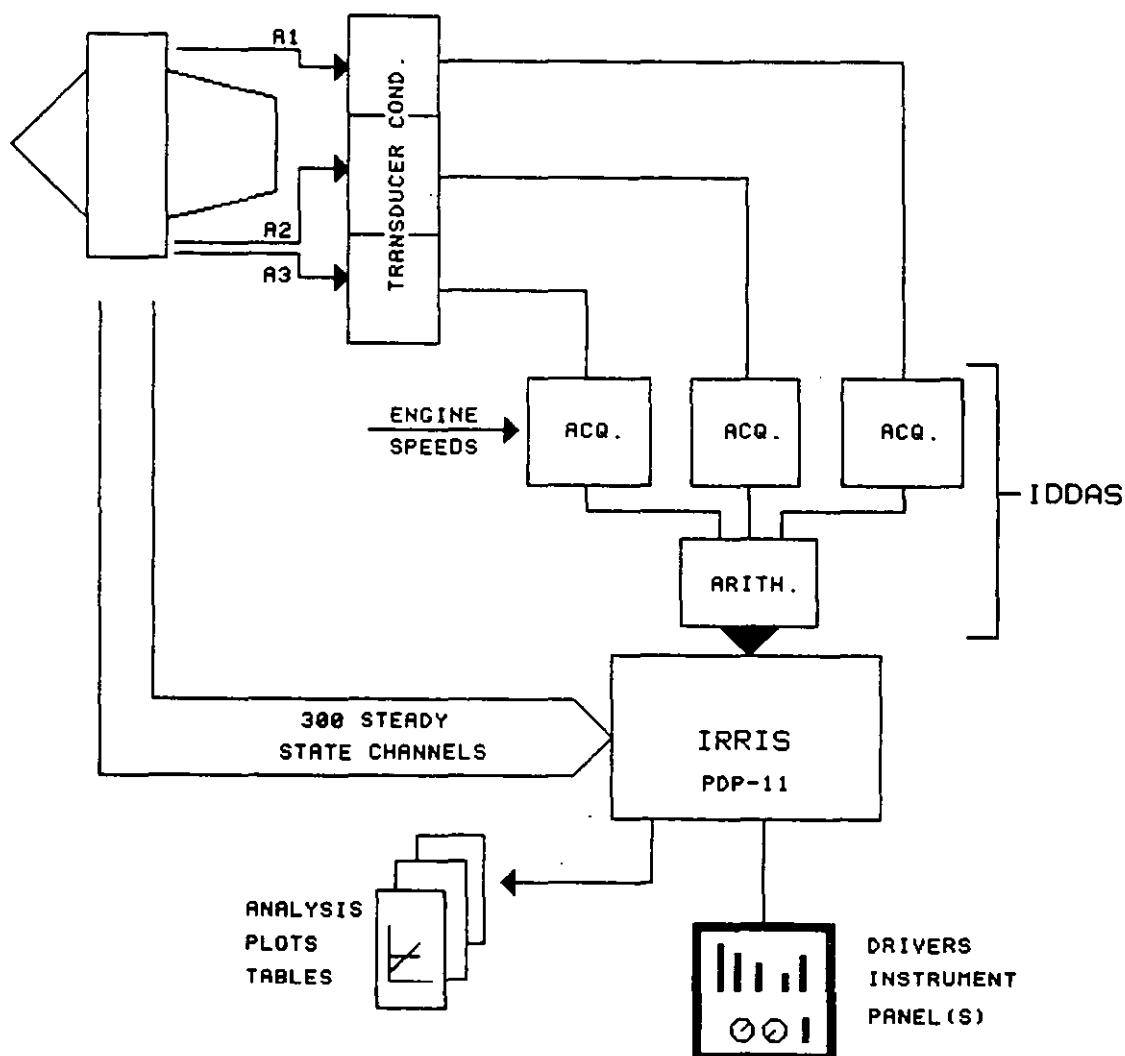 A1
TRANSDUCER COND.
A2
A3
ENGINE
SPEEDS
ACQ.
ACQ.
ACQ.
IDDAS
ARITH.
300 STEADY
STATE CHANNELS
IRRIS
PDP-11
ANALYSIS
PLOTS
TABLES
DRIVERS
INSTRUMENT
PANEL(S)